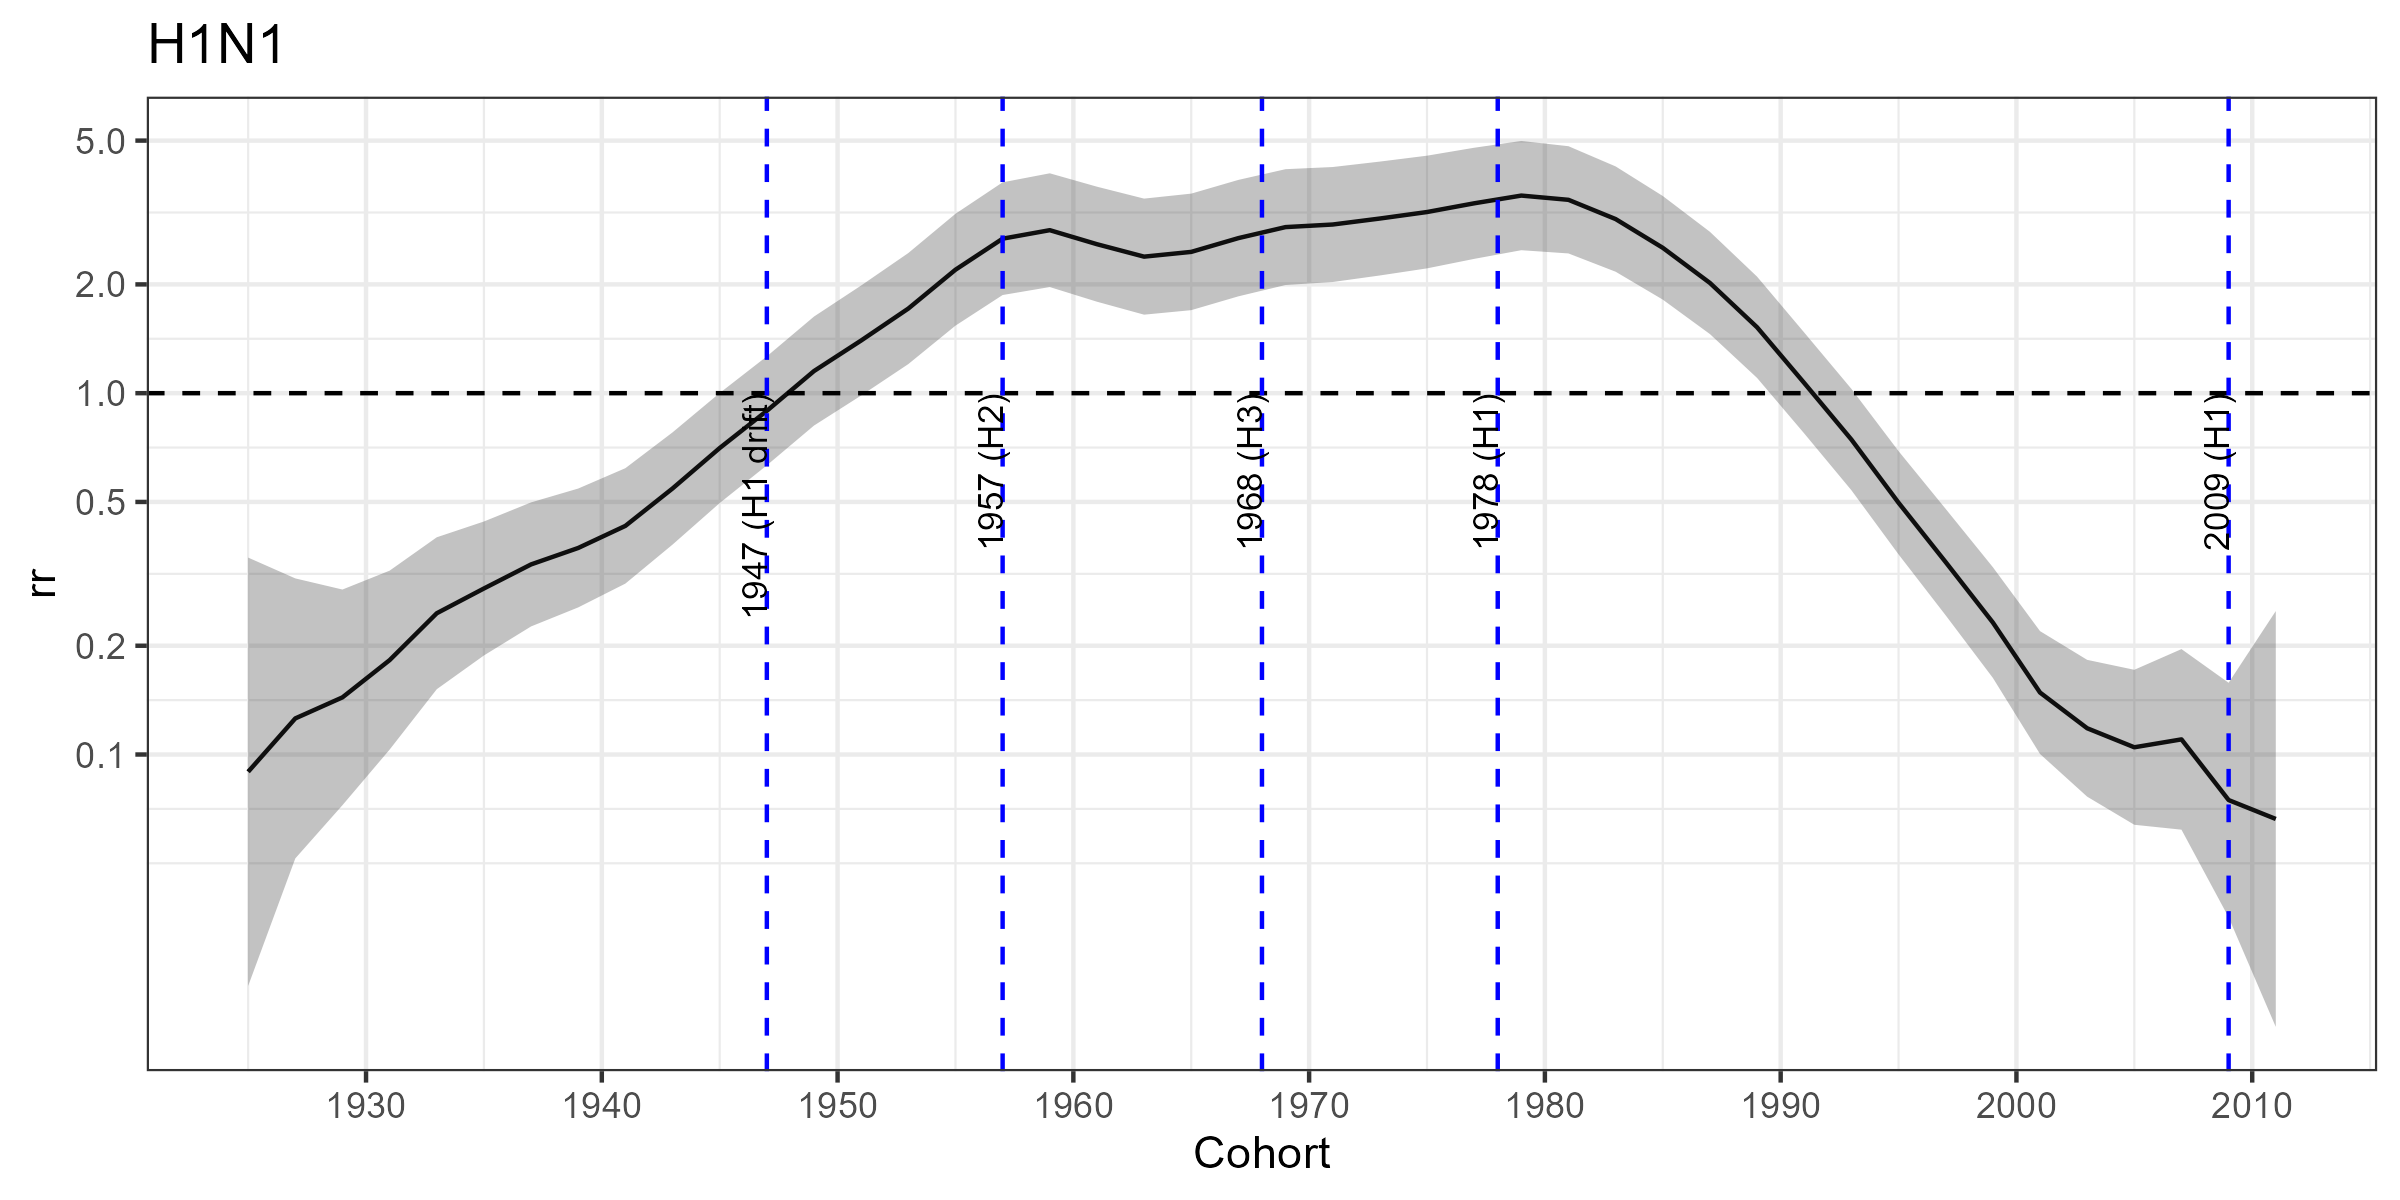 H1N1
rr
5.0
2.0
1.0
0.5
0.2
0.1
1947 (H1 drift)
1957 (H2)
1968 (H3)
1978 (H1)
2009 (H1)
1930 1940 1950 1960 1970 1980 1990 2000 2010
Cohort